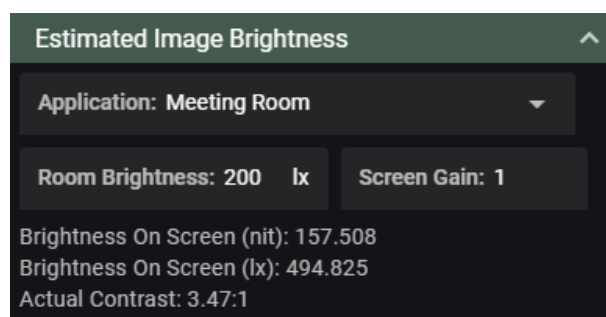 Estimated Image Brightness
Application: Meeting Room
Room Brightness: 200 lx Screen Gain: 1
Brightness On Screen (nit): 157.508
Brightness On Screen (lx): 494.825
Actual Contrast: 3.47:1